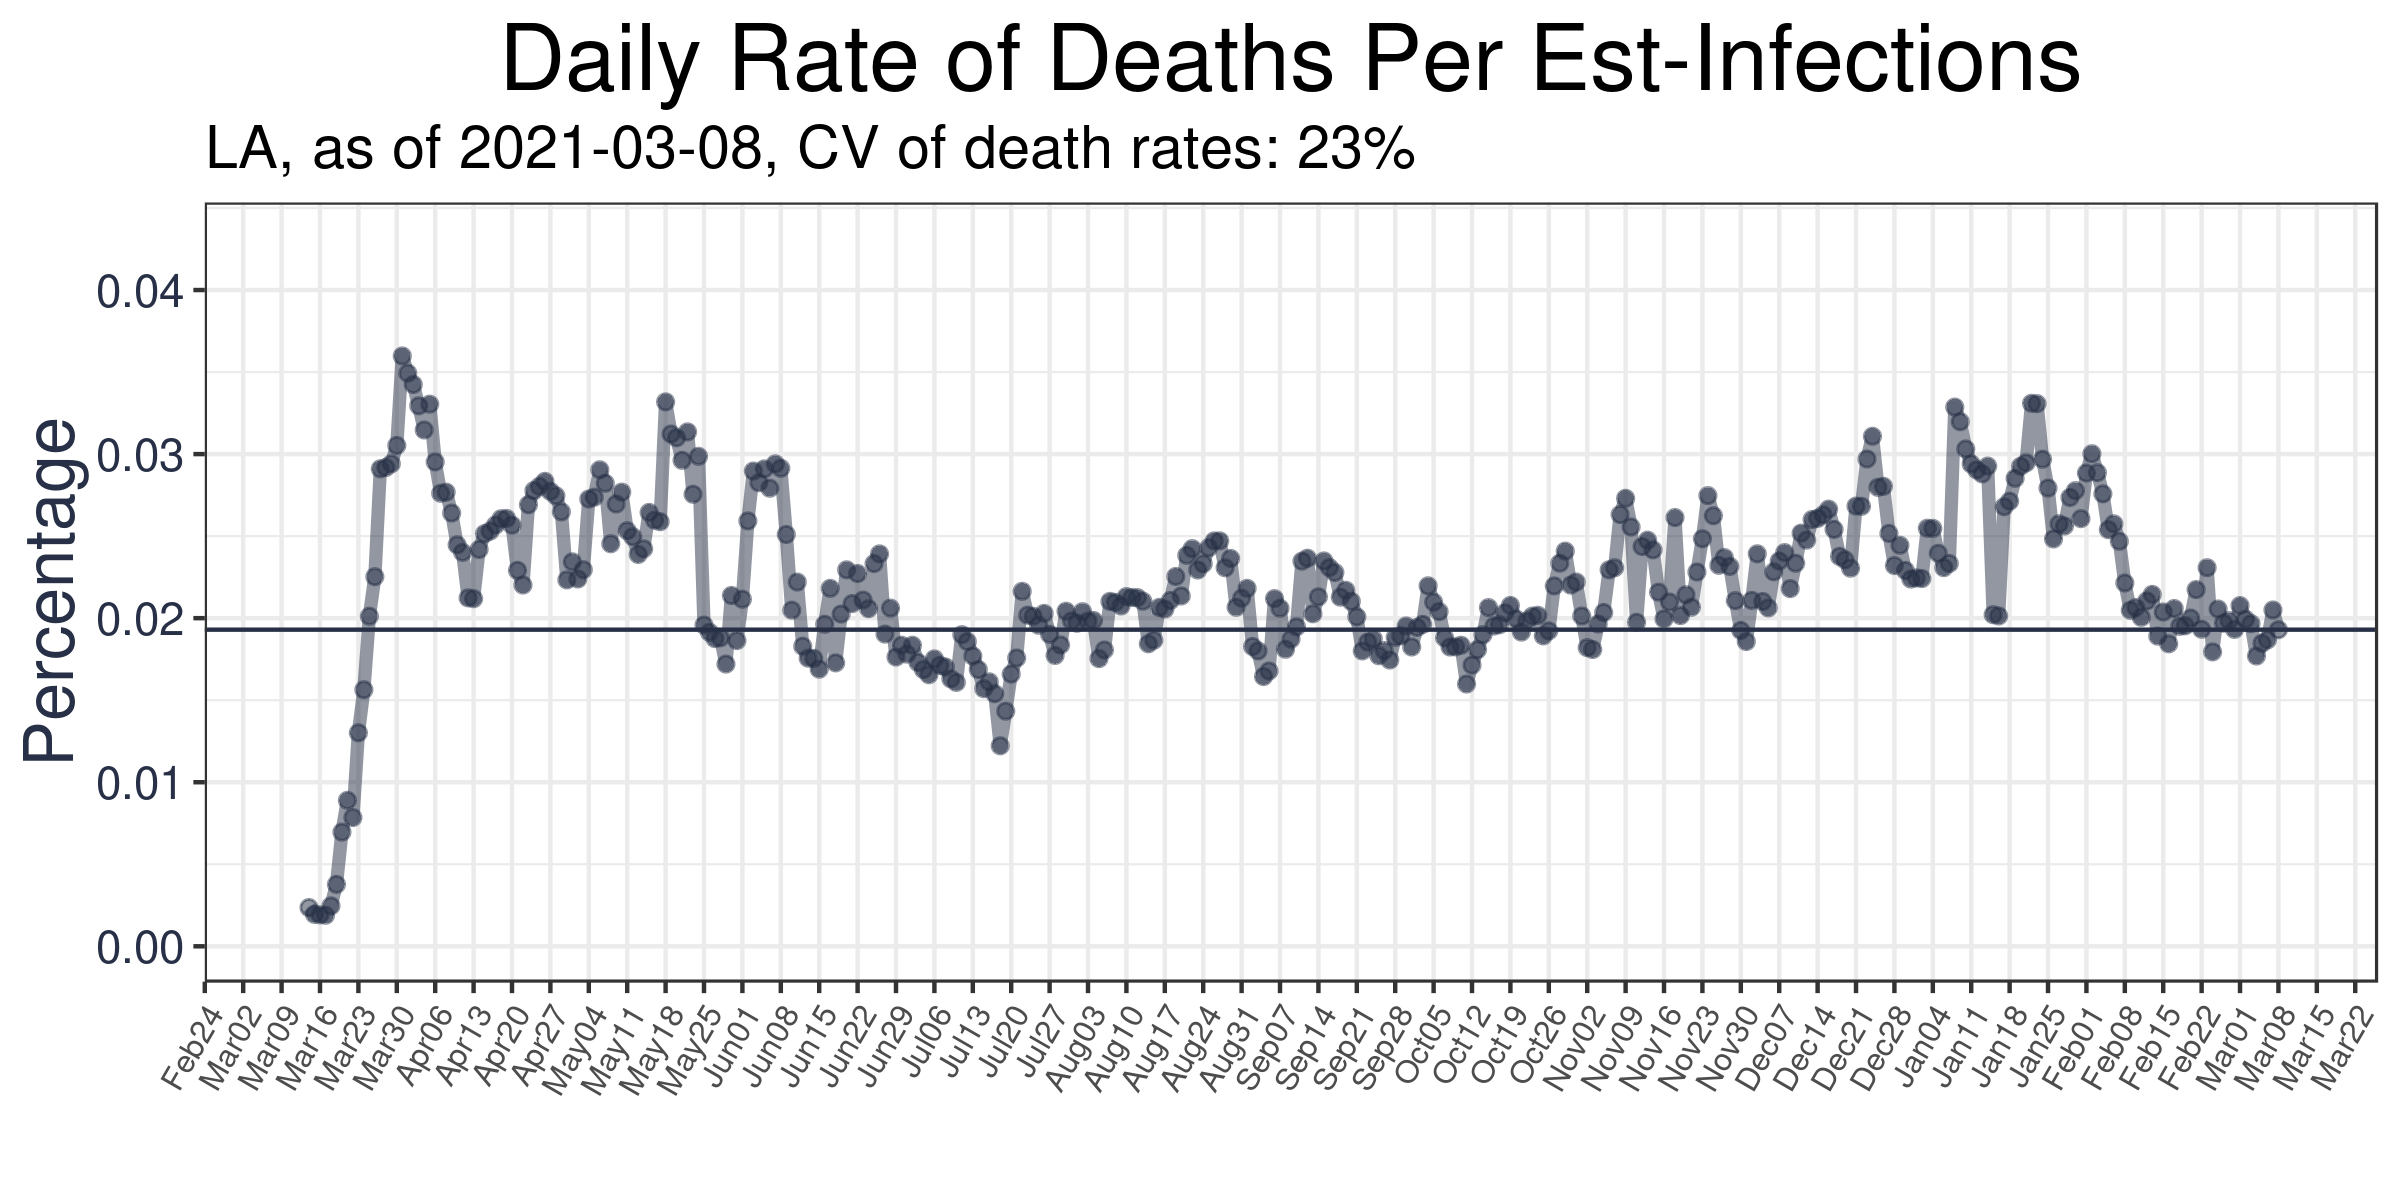 Daily Rate of Deaths Per Est-Infections
LA, as of 2021-03-08, CV of death rates: 23%
Percentage
0.04
0.03
0.02
0.01
0.00
Feb24
Mar02
Mar09
Mar16
Mar23
Mar30
Apr06
Apr13
Apr20
Apr27
May04
May11
May18
May25
Jun01
Jun08
Jun15
Jun22
Jun29
Jul06
Jul13
Jul20
Jul27
Aug03
Aug10
Aug17
Aug24
Aug31
Sep07
Sep14
Sep21
Sep28
Oct05
Oct12
Oct19
Oct26
Nov02
Nov09
Nov16
Nov23
Nov30
Dec07
Dec14
Dec21
Dec28
Jan04
Jan11
Jan18
Jan25
Feb01
Feb08
Feb15
Feb22
Mar01
Mar08
Mar15
Mar22